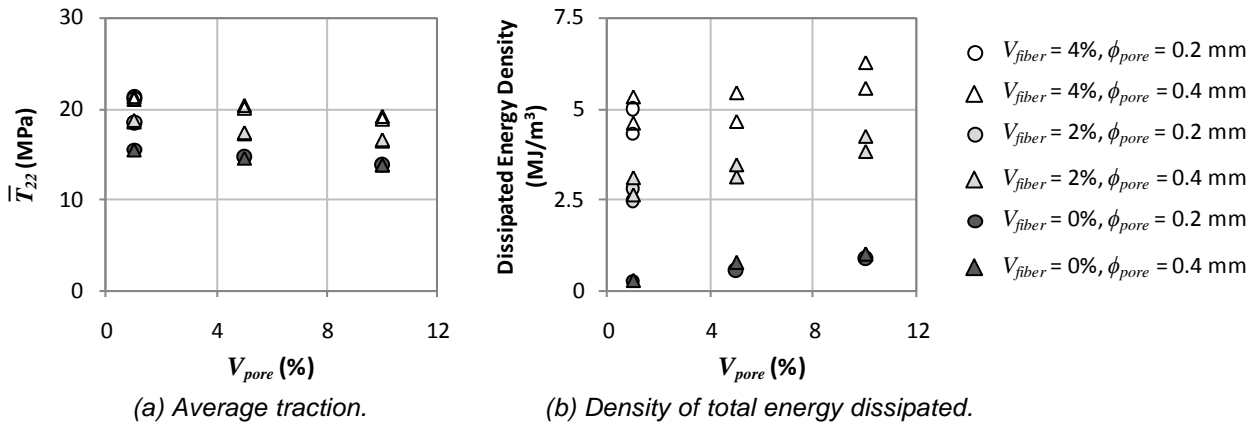 30
20
10
0
0 4 8 12
T̅22 (MPa)
Vpore (%)
(a) Average traction.
7.5
5
2.5
0
0 4 8 12
Dissipated Energy Density
(MJ/m³)
Vpore (%)
(b) Density of total energy dissipated.
Vfiber = 4%, ϕpore = 0.2 mm
Vfiber = 4%, ϕpore = 0.4 mm
Vfiber = 2%, ϕpore = 0.2 mm
Vfiber = 2%, ϕpore = 0.4 mm
Vfiber = 0%, ϕpore = 0.2 mm
Vfiber = 0%, ϕpore = 0.4 mm